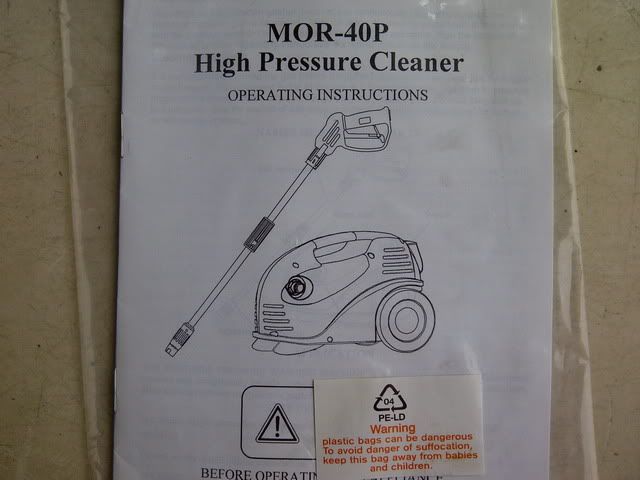 MOR-40P
High Pressure Cleaner
OPERATING INSTRUCTIONS
04
PE-LD
Warning
plastic bags can be dangerous
To avoid danger of suffocation,
keep this bag away from babies
and children.
BEFORE